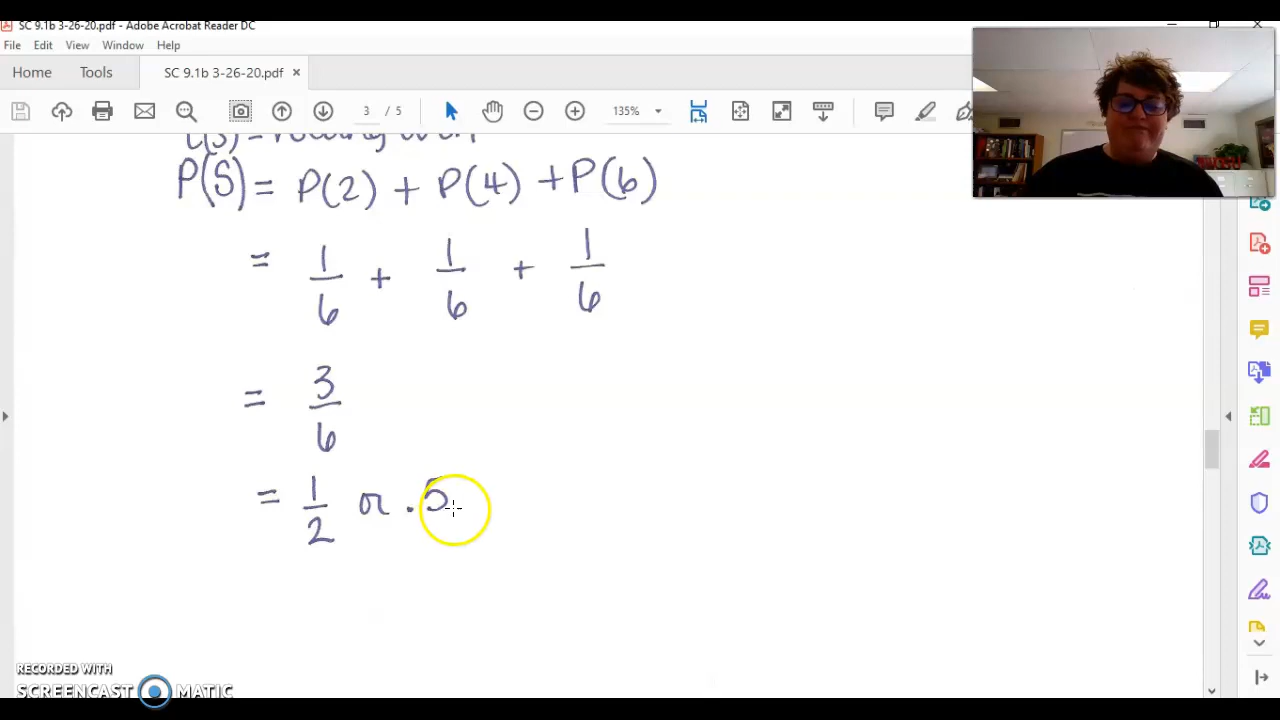 SC 9.1b 3-26-20.pdf - Adobe Acrobat Reader DC
File Edit View Window Help
Home Tools SC 9.1b 3-26-20.pdf ×
3 / 5 135%
P(S) = P(2) + P(4) + P(6)
= 1/6 + 1/6 + 1/6
= 3/6
= 1/2 or .5
RECORDED WITH
SCREENCAST MATIC